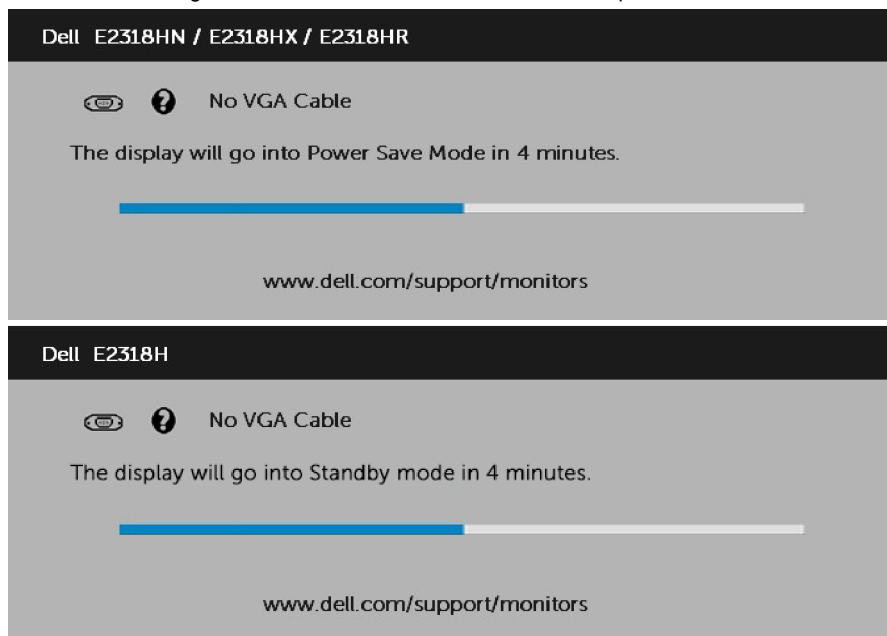 Dell E2318HN / E2318HX / E2318HR
No VGA Cable
The display will go into Power Save Mode in 4 minutes.
www.dell.com/support/monitors
Dell E2318H
No VGA Cable
The display will go into Standby mode in 4 minutes.
www.dell.com/support/monitors